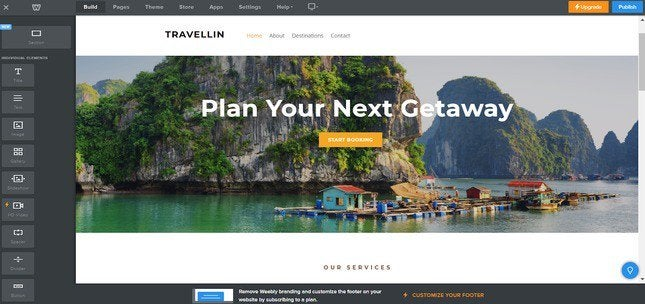 Build Pages Theme Store Apps Settings Help
Upgrade Publish
NEW
Section
INDIVIDUAL ELEMENTS
Title
Text
Image
Gallery
Slideshow
HD Video
Spacer
Divider
Button
TRAVELLIN
Home About Destinations Contact
Plan Your Next Getaway
START BOOKING
OUR SERVICES
Remove Weebly branding and customize the footer on your
website by subscribing to a plan.
CUSTOMIZE YOUR FOOTER